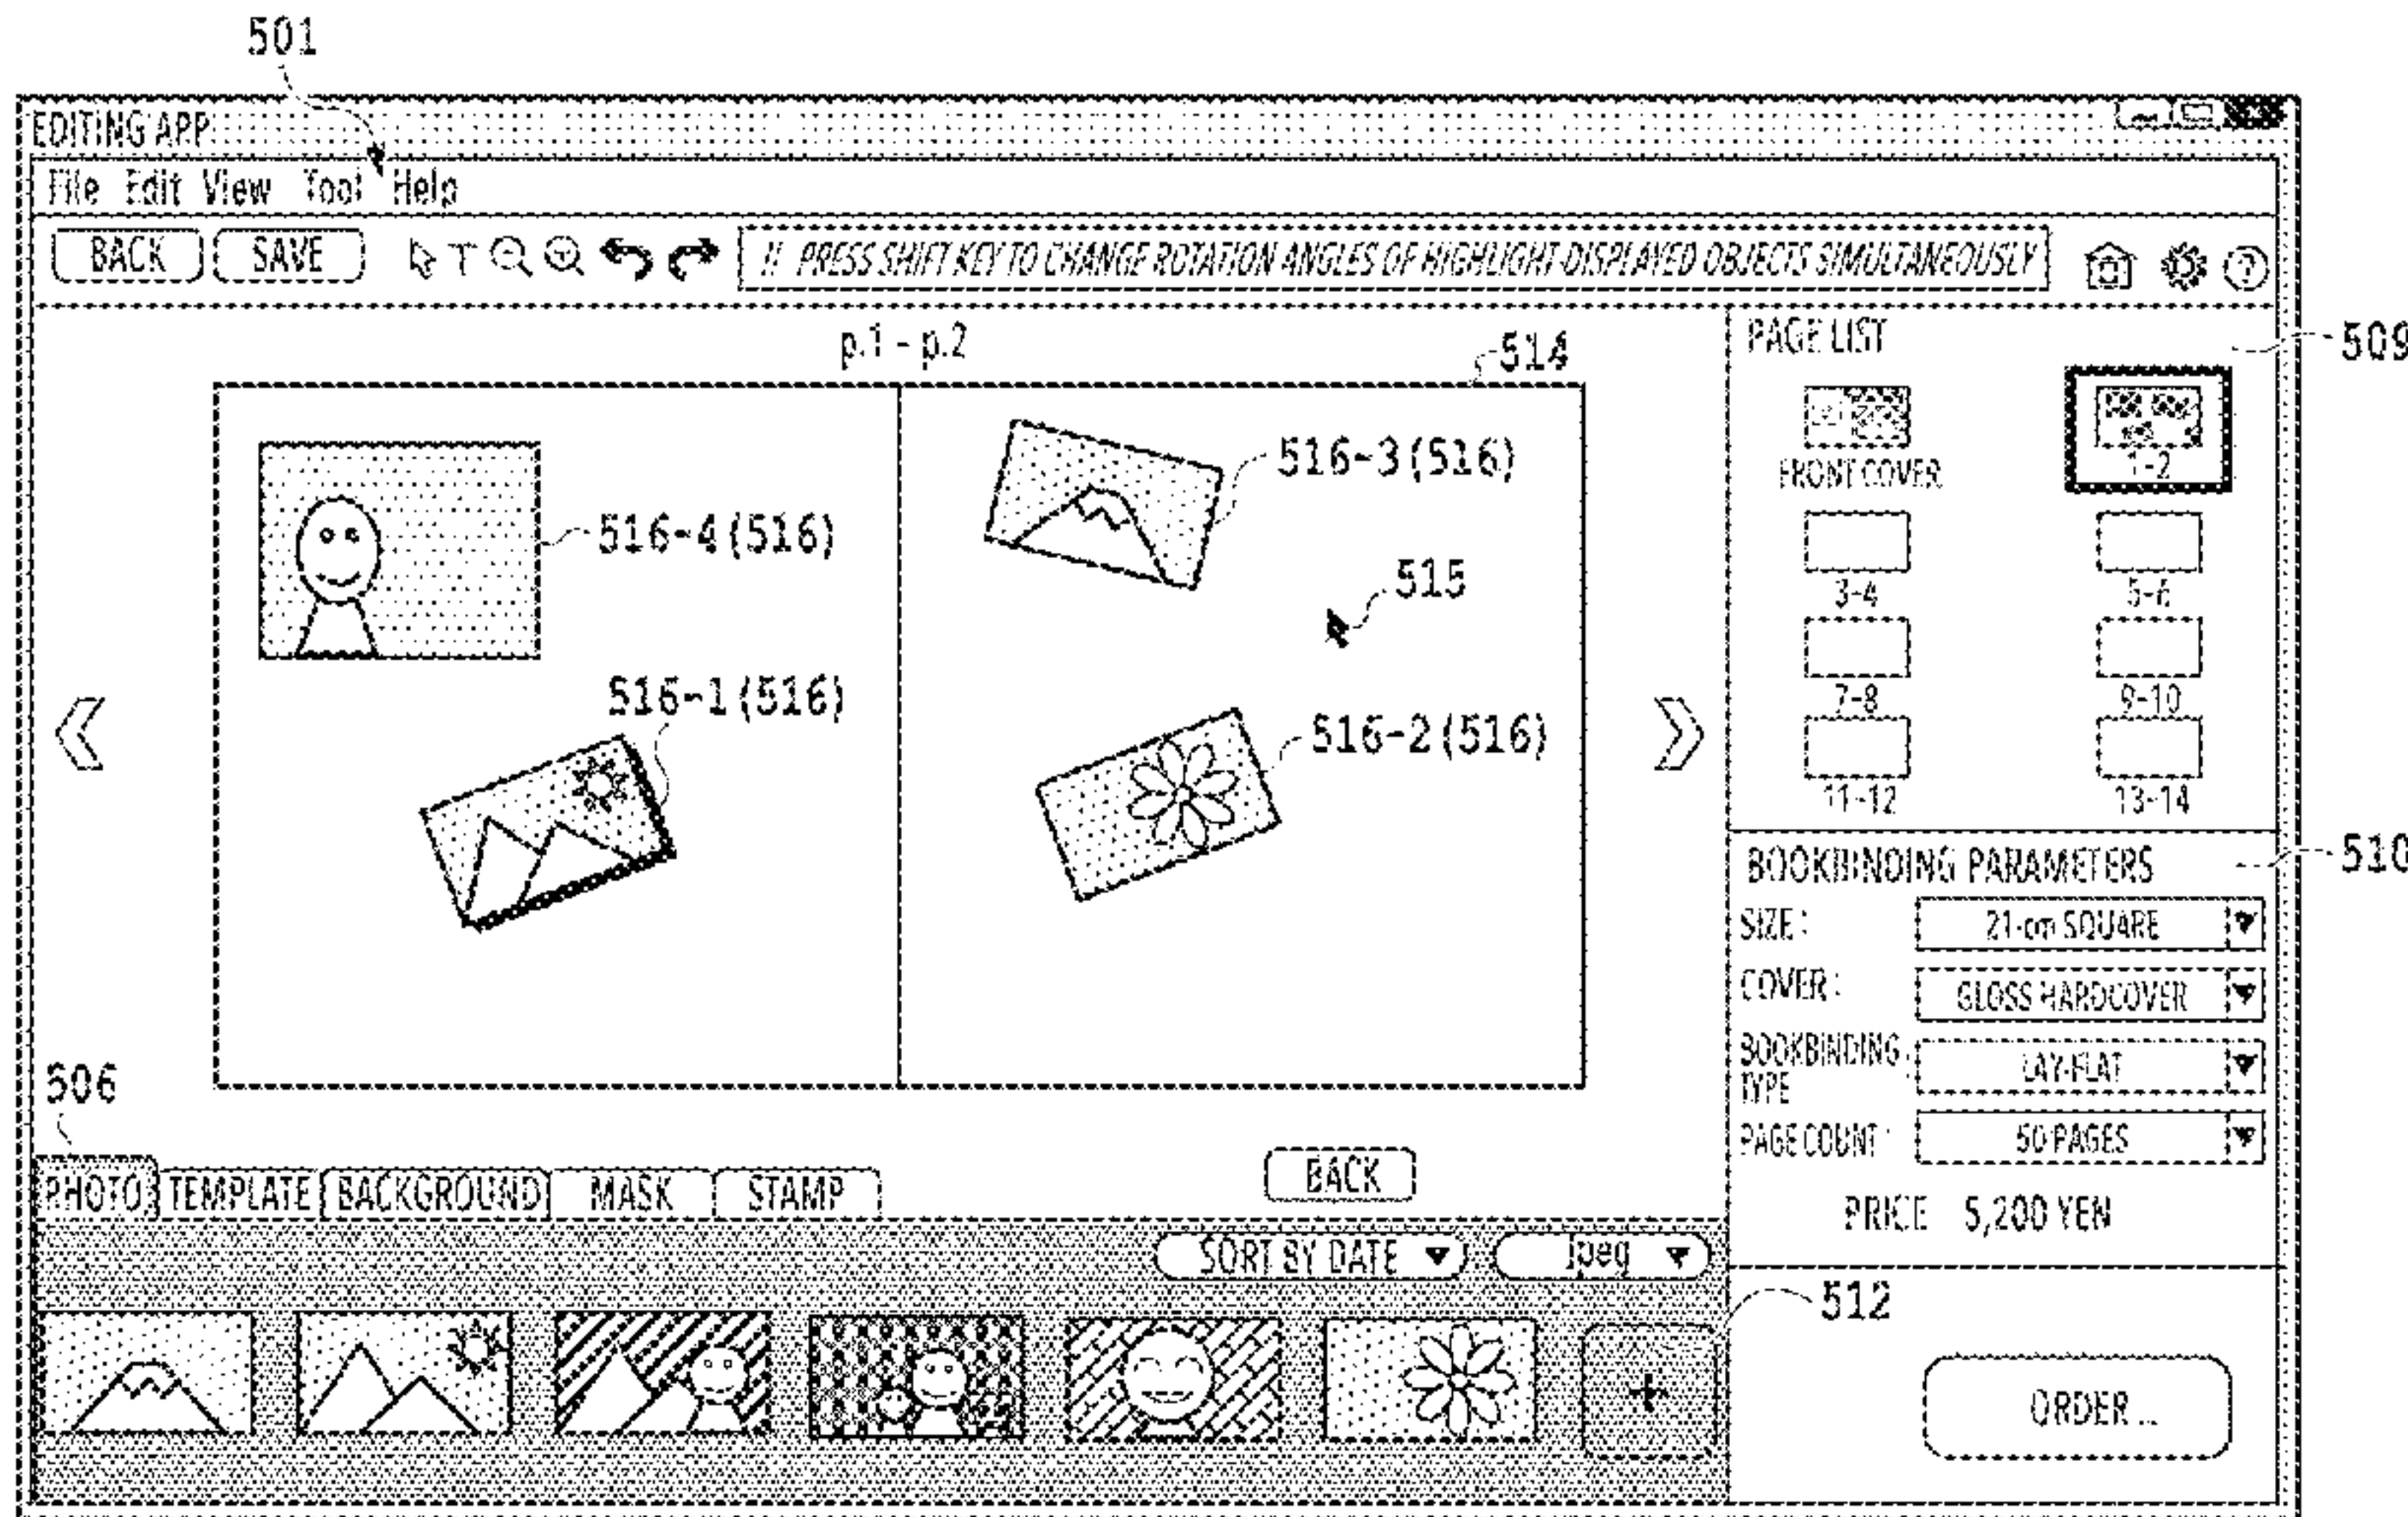 501
EDITING APP
File Edit View Tool Help
BACK SAVE T !! PRESS SHIFT KEY TO CHANGE ROTATION ANGLES OF HIGHLIGHT-DISPLAYED OBJECTS SIMULTANEOUSLY ?
p.1 - p.2
514
516-4 (516)
516-3 (516)
515
516-1 (516)
516-2 (516)
PAGE LIST
509
FRONT COVER 1-2
3-4 5-6
7-8 9-10
11-12 13-14
BOOKBINDING PARAMETERS
510
SIZE : 21-cm SQUARE
COVER : GLOSS HARDCOVER
BOOKBINDING TYPE : LAY-FLAT
PAGE COUNT : 50 PAGES
PRICE 5,200 YEN
506
BACK
PHOTO TEMPLATE BACKGROUND MASK STAMP
SORT BY DATE Jpeg
512
+
ORDER ...